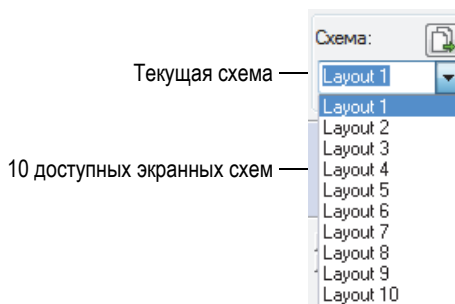 Схема:
Текущая схема
Layout 1
Layout 1
Layout 2
Layout 3
10 доступных экранных схем
Layout 4
Layout 5
Layout 6
Layout 7
Layout 8
Layout 9
Layout 10